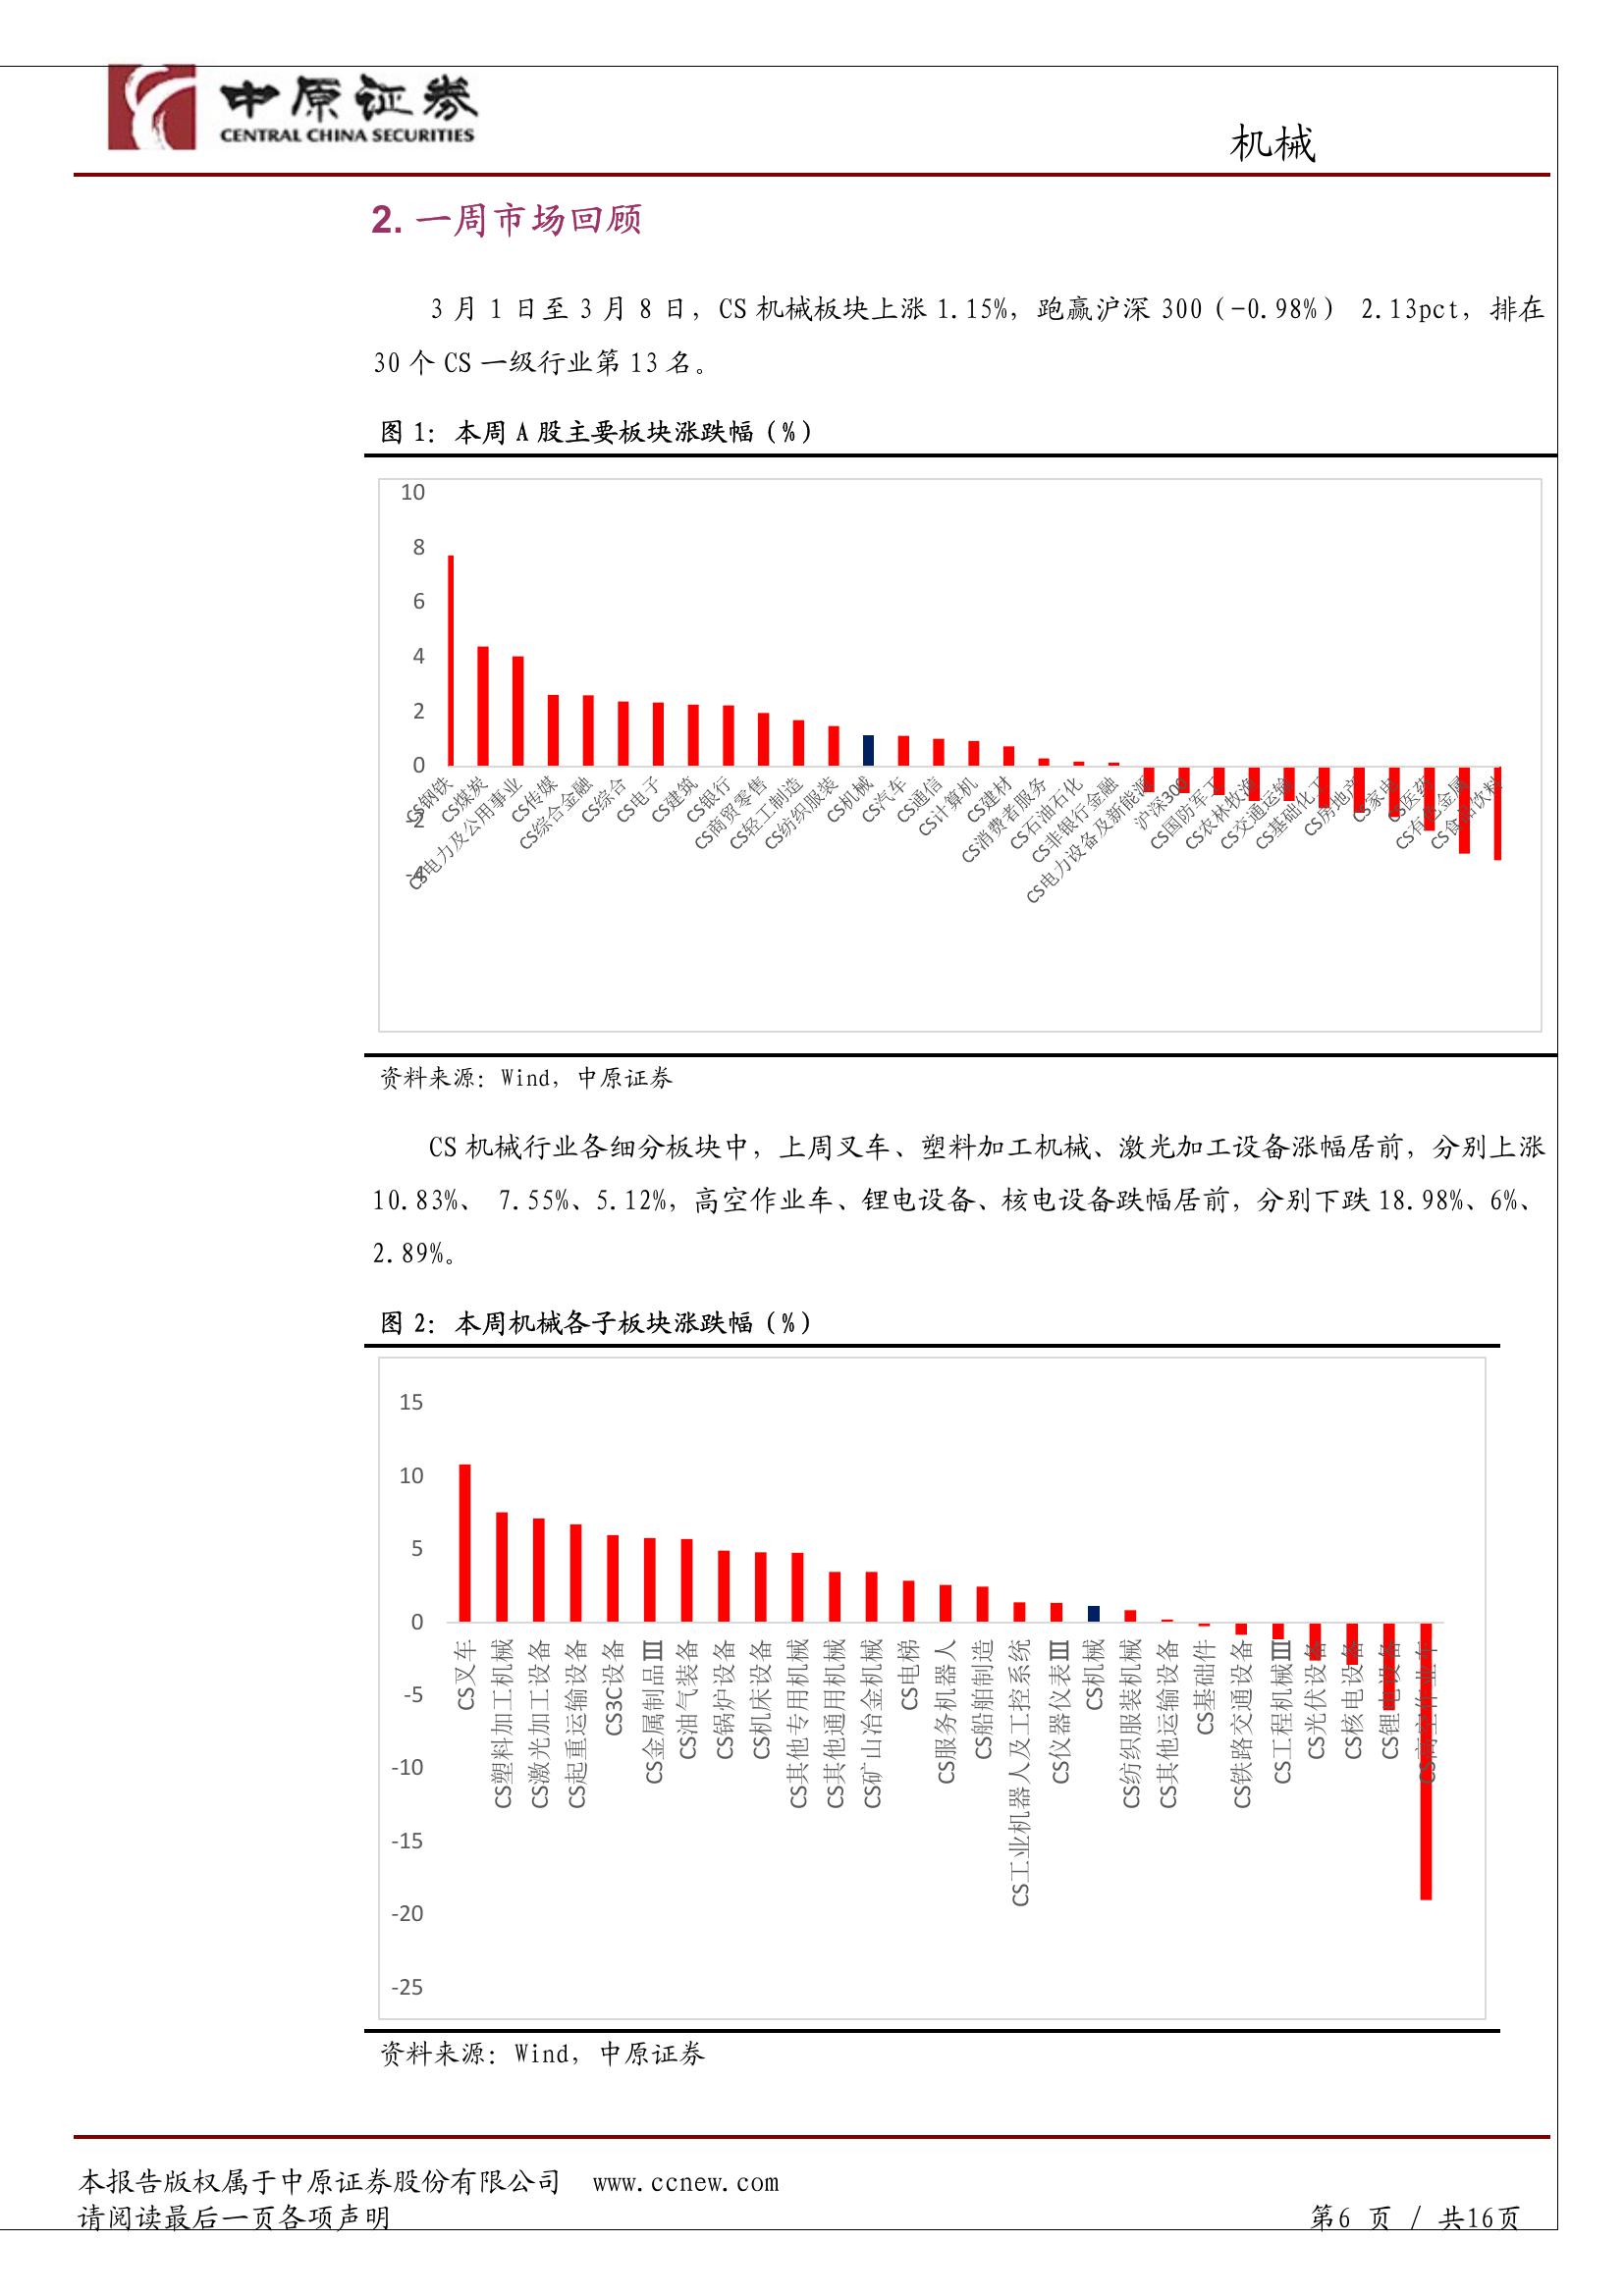 中原证券
CENTRAL CHINA SECURITIES
机械
2. 一周市场回顾
3 月 1 日至 3 月 8 日，CS 机械板块上涨 1.15%，跑赢沪深 300（-0.98%） 2.13pct，排在
30 个 CS 一级行业第 13 名。
图 1：本周 A 股主要板块涨跌幅（%）
10
8
6
4
2
0
-2
-4
CS钢铁
CS煤炭
CS电力及公用事业
CS传媒
CS综合金融
CS综合
CS电子
CS建筑
CS银行
CS商贸零售
CS轻工制造
CS纺织服装
CS机械
CS汽车
CS通信
CS计算机
CS建材
CS消费者服务
CS石油石化
CS非银行金融
CS电力设备及新能源
沪深300
CS国防军工
CS农林牧渔
CS交通运输
CS基础化工
CS房地产
CS家电
CS医药
CS有色金属
CS食品饮料
资料来源：Wind，中原证券
CS 机械行业各细分板块中，上周叉车、塑料加工机械、激光加工设备涨幅居前，分别上涨
10.83%、 7.55%、5.12%，高空作业车、锂电设备、核电设备跌幅居前，分别下跌 18.98%、6%、
2.89%。
图 2：本周机械各子板块涨跌幅（%）
15
10
5
0
-5
-10
-15
-20
-25
CS叉车
CS塑料加工机械
CS激光加工设备
CS起重运输设备
CS3C设备
CS金属制品Ⅲ
CS油气装备
CS锅炉设备
CS机床设备
CS其他专用机械
CS其他通用机械
CS矿山冶金机械
CS电梯
CS服务机器人
CS船舶制造
CS工业机器人及工控系统
CS仪器仪表Ⅲ
CS机械
CS纺织服装机械
CS其他运输设备
CS基础件
CS铁路交通设备
CS工程机械Ⅲ
CS光伏设备
CS核电设备
CS锂电设备
CS高空作业车
资料来源：Wind，中原证券
本报告版权属于中原证券股份有限公司 www.ccnew.com
请阅读最后一页各项声明
第6 页 / 共16页